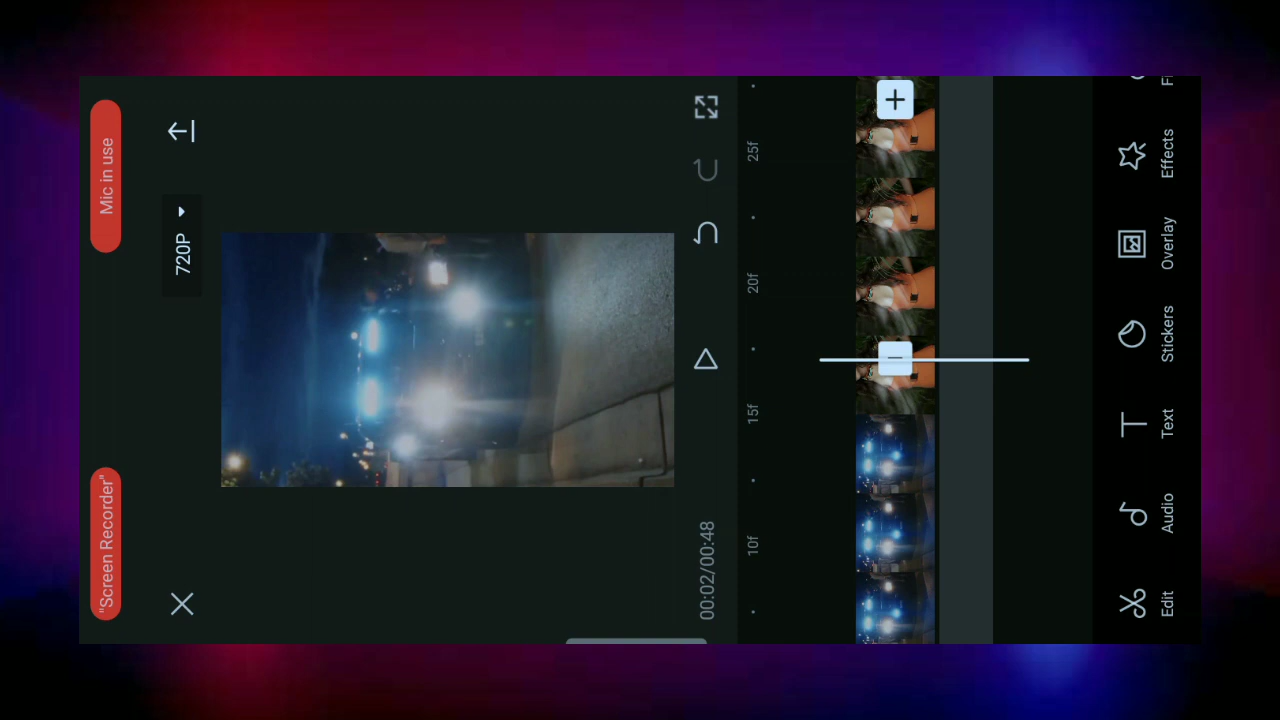 "Screen Recorder" Mic in use
720P
00:02/00:48
10f 15f 20f 25f
Edit Audio Text Stickers Overlay Effects